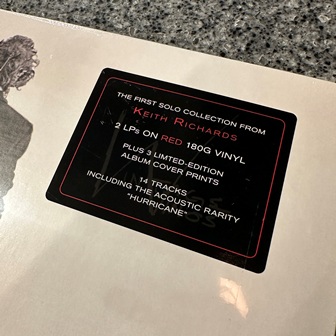 THE FIRST SOLO COLLECTION FROM
KEITH RICHARDS
2 LPs ON RED 180G VINYL
PLUS 3 LIMITED-EDITION
ALBUM COVER PRINTS
14 TRACKS
INCLUDING THE ACOUSTIC RARITY
"HURRICANE"